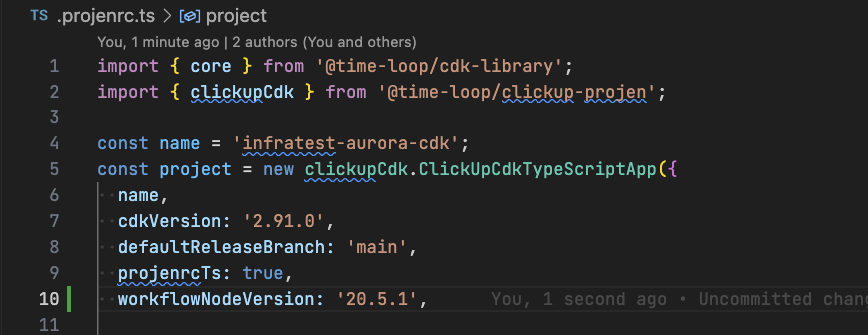 TS .projenrc.ts > project
You, 1 minute ago | 2 authors (You and others)
1 import { core } from '@time-loop/cdk-library';
2 import { clickupCdk } from '@time-loop/clickup-projen';
3
4 const name = 'infratest-aurora-cdk';
5 const project = new clickupCdk.ClickUpCdkTypeScriptApp({
6 name,
7 cdkVersion: '2.91.0',
8 defaultReleaseBranch: 'main',
9 projenrcTs: true,
10 workflowNodeVersion: '20.5.1', You, 1 second ago • Uncommitted chan
11